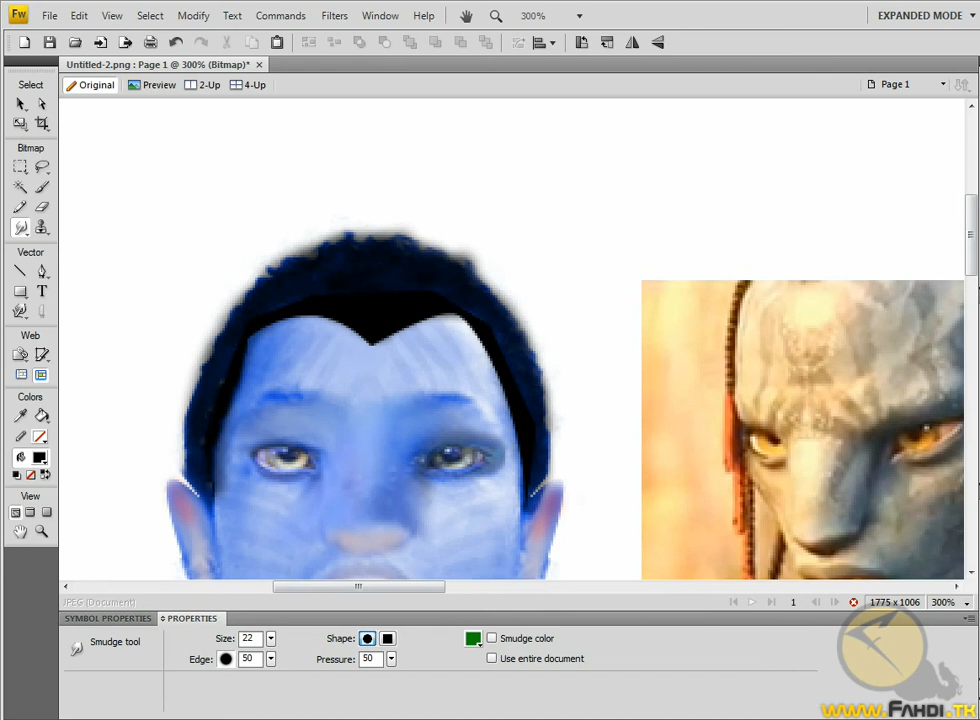 Fw File Edit View Select Modify Text Commands Filters Window Help 300% EXPANDED MODE
Untitled-2.png : Page 1 @ 300% (Bitmap)*
Select
Original Preview 2-Up 4-Up Page 1
Bitmap
Vector
T
Web
Colors
View
JPEG (Document) 1 1775 x 1006 300%
SYMBOL PROPERTIES PROPERTIES
Smudge tool
Size: 22 Shape: Smudge color
Edge: 50 Pressure: 50 Use entire document
www.FAHDI.TK